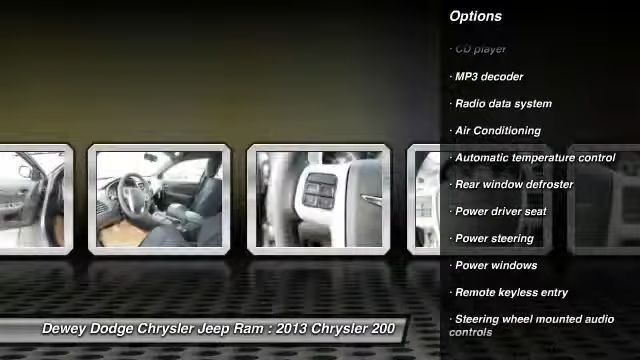 Options
· CD player
· MP3 decoder
· Radio data system
· Air Conditioning
· Automatic temperature control
· Rear window defroster
· Power driver seat
· Power steering
· Power windows
· Remote keyless entry
· Steering wheel mounted audio
controls
Dewey Dodge Chrysler Jeep Ram : 2013 Chrysler 200